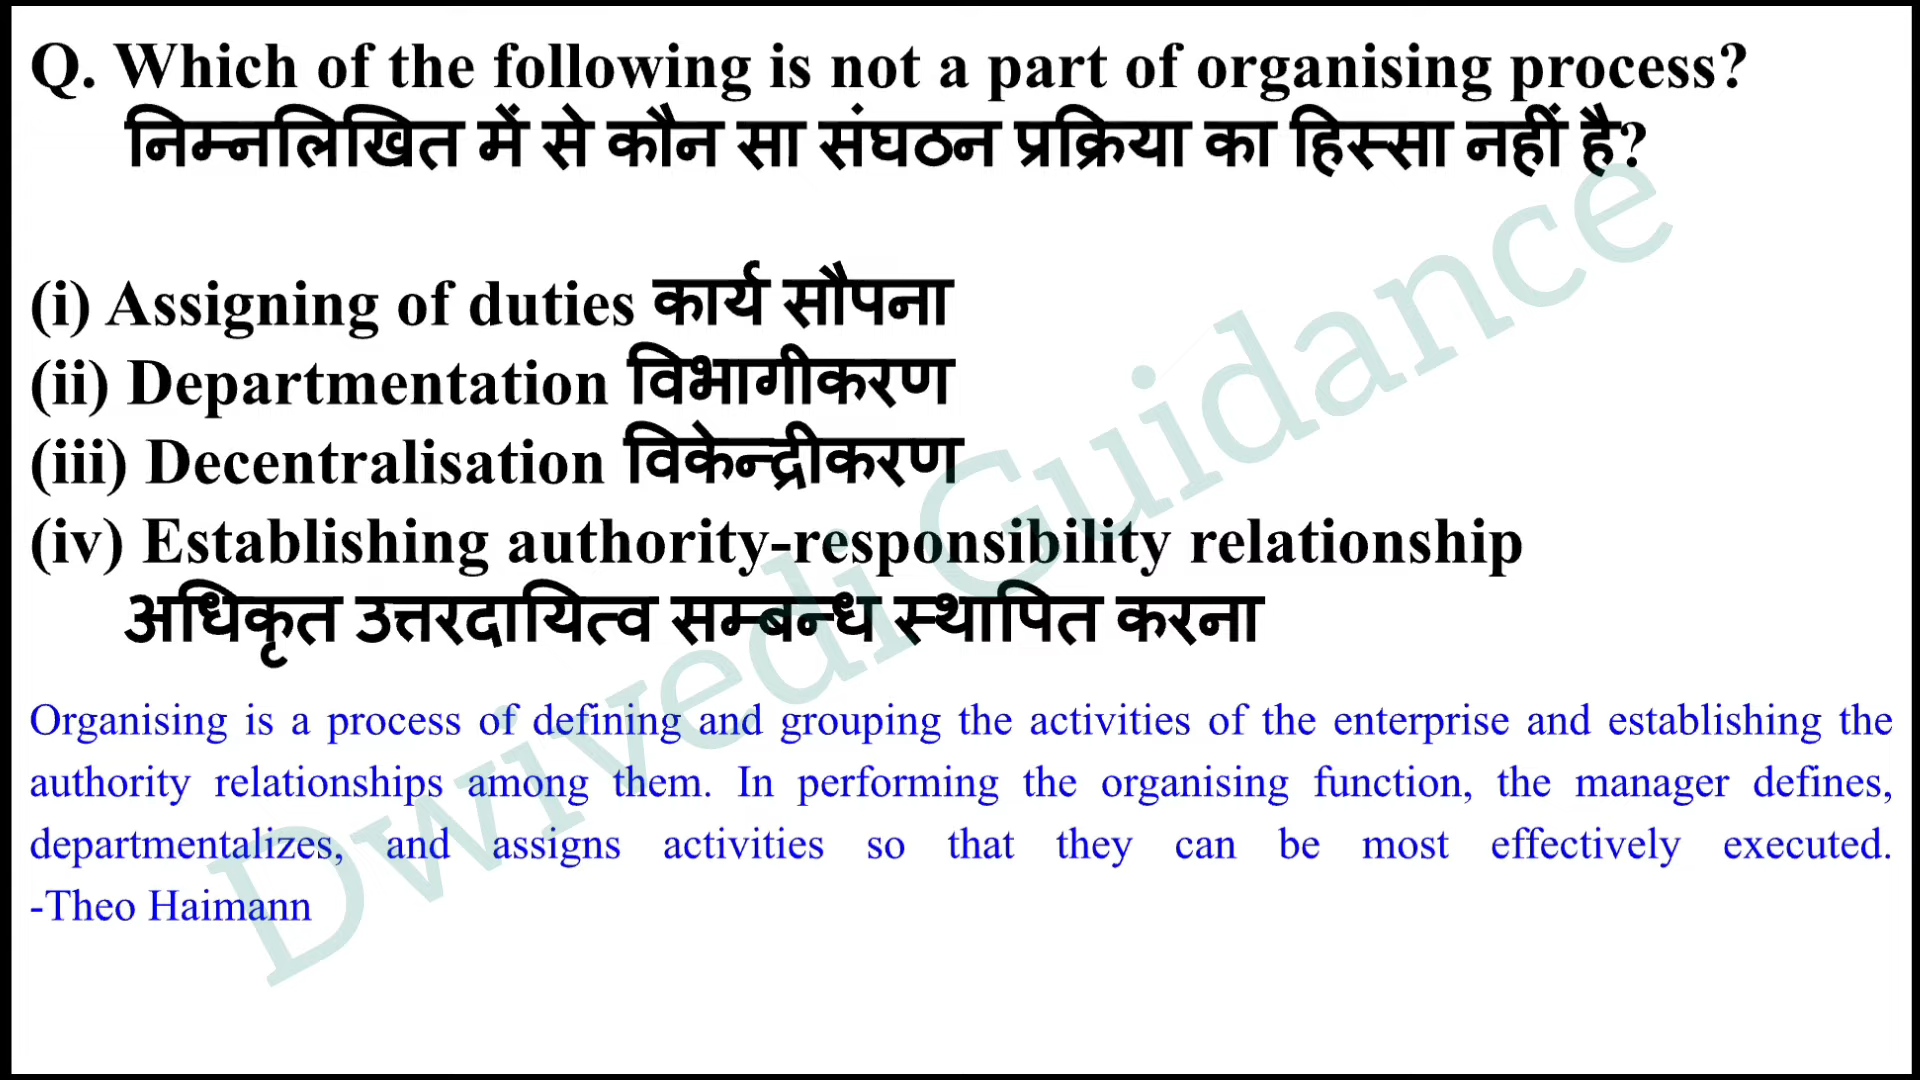 Q. Which of the following is not a part of organising process?
निम्नलिखित में से कौन सा संघठन प्रक्रिया का हिस्सा नहीं है?
(i) Assigning of duties कार्य सौपना
(ii) Departmentation विभागीकरण
(iii) Decentralisation विकेन्द्रीकरण
(iv) Establishing authority-responsibility relationship
अधिकृत उत्तरदायित्व सम्बन्ध स्थापित करना
Organising is a process of defining and grouping the activities of the enterprise and establishing the
authority relationships among them. In performing the organising function, the manager defines,
departmentalizes, and assigns activities so that they can be most effectively executed.
-Theo Haimann
Dwivedi Guidance